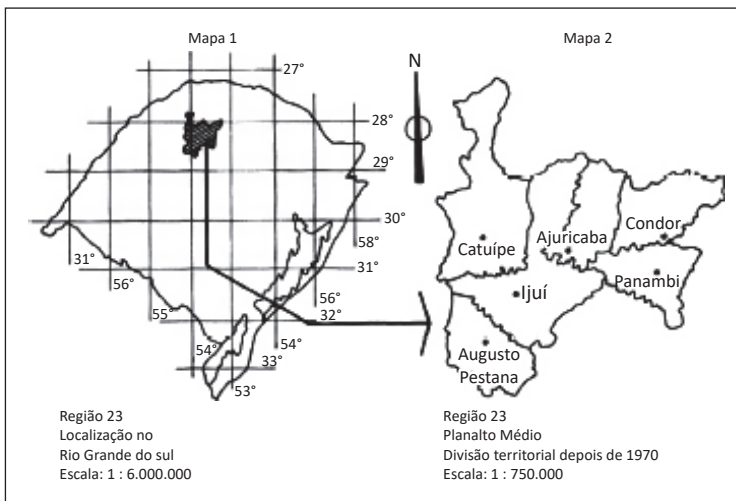 Mapa 1
Mapa 2
N
27°
28°
29°
30°
58°
31°
31°
56°
56°
55°
32°
54°
54°
33°
53°
Catuípe
Ajuricaba
Condor
Panambi
Ijuí
Augusto
Pestana
Região 23
Localização no
Rio Grande do sul
Escala: 1 : 6.000.000
Região 23
Planalto Médio
Divisão territorial depois de 1970
Escala: 1 : 750.000